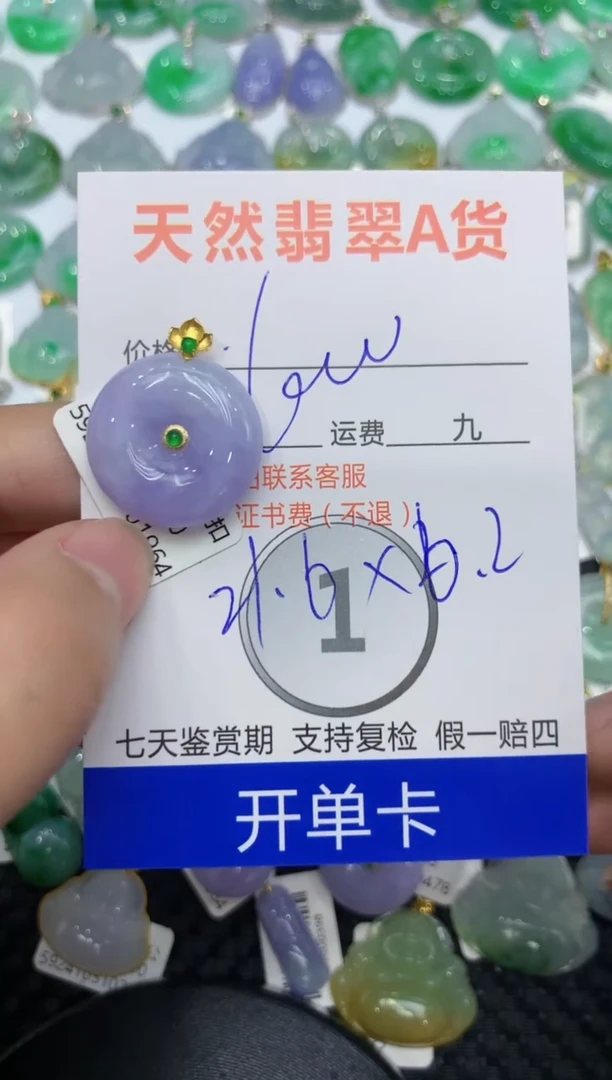 天然翡翠A货
价格
运费 九
联系客服
证书费（不退）
21.6×6.2
1
七天鉴赏期 支持复检 假一赔四
开单卡
扣